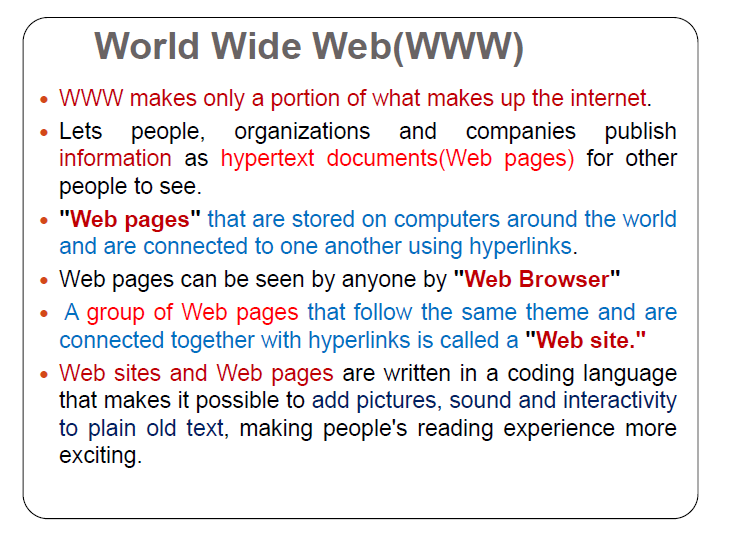 World Wide Web(WWW)
• WWW makes only a portion of what makes up the internet.
• Lets people, organizations and companies publish
information as hypertext documents(Web pages) for other
people to see.
• "Web pages" that are stored on computers around the world
and are connected to one another using hyperlinks.
• Web pages can be seen by anyone by "Web Browser"
• A group of Web pages that follow the same theme and are
connected together with hyperlinks is called a "Web site."
• Web sites and Web pages are written in a coding language
that makes it possible to add pictures, sound and interactivity
to plain old text, making people's reading experience more
exciting.